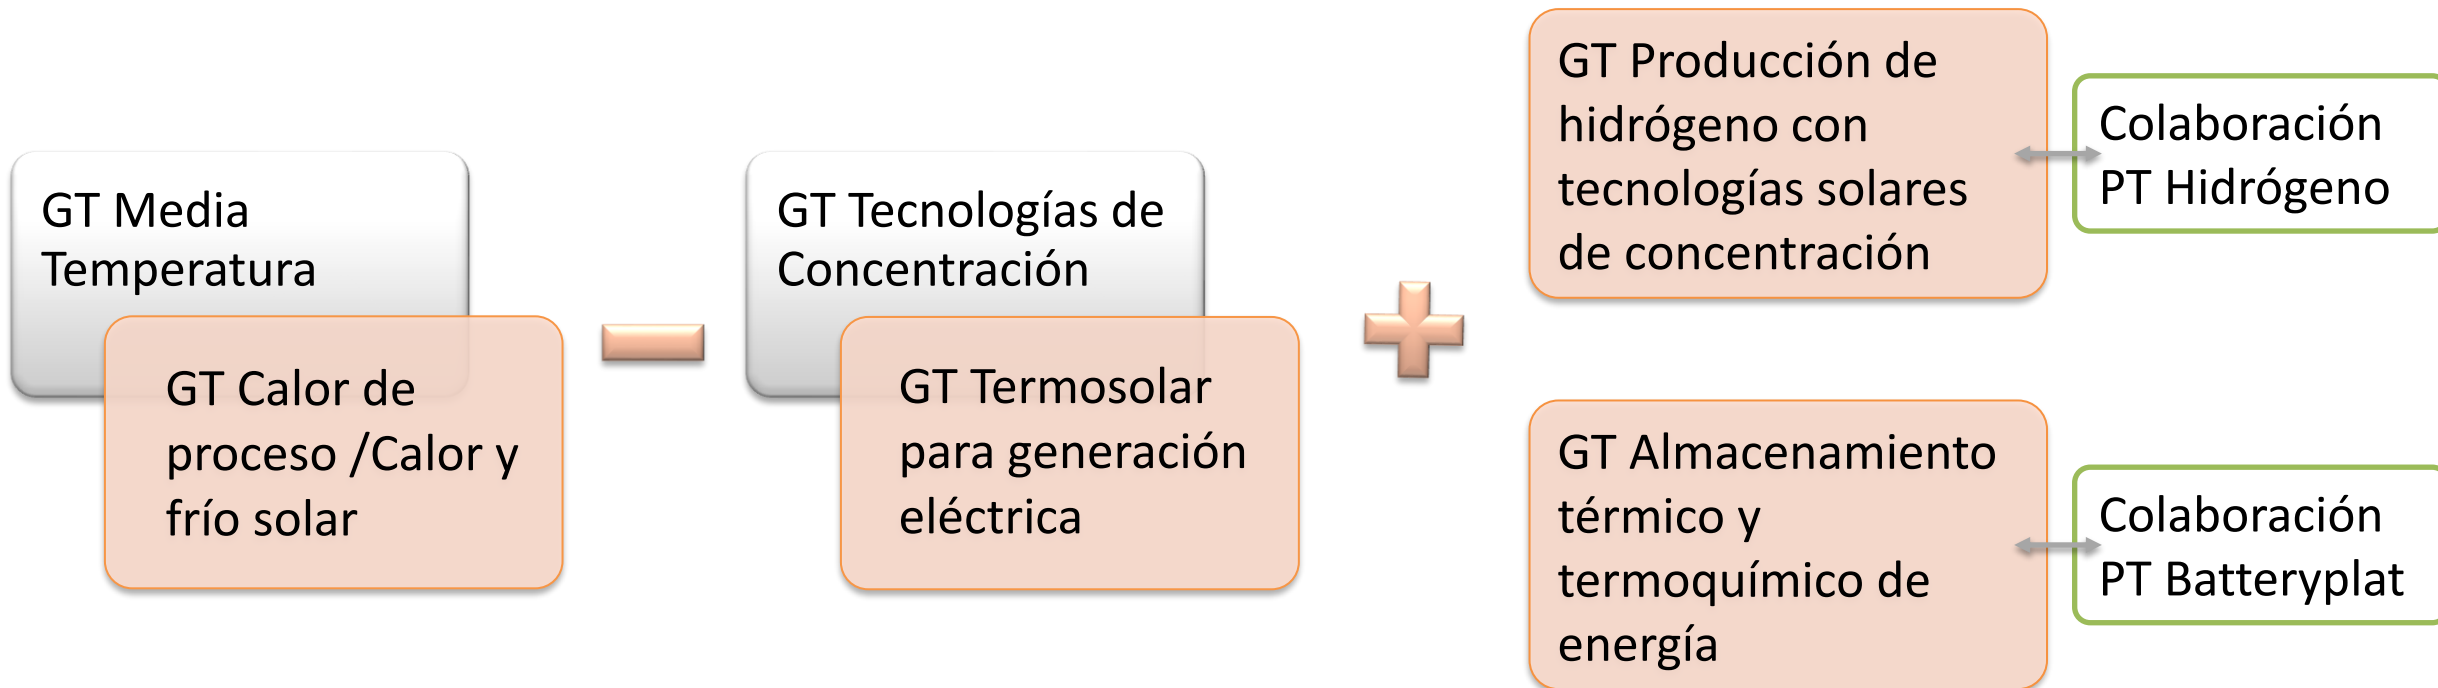 GT Media
Temperatura
GT Calor de
proceso /Calor y
frío solar
GT Tecnologías de
Concentración
GT Termosolar
para generación
eléctrica
GT Producción de
hidrógeno con
tecnologías solares
de concentración
Colaboración
PT Hidrógeno
GT Almacenamiento
térmico y
termoquímico de
energía
Colaboración
PT Batteryplat